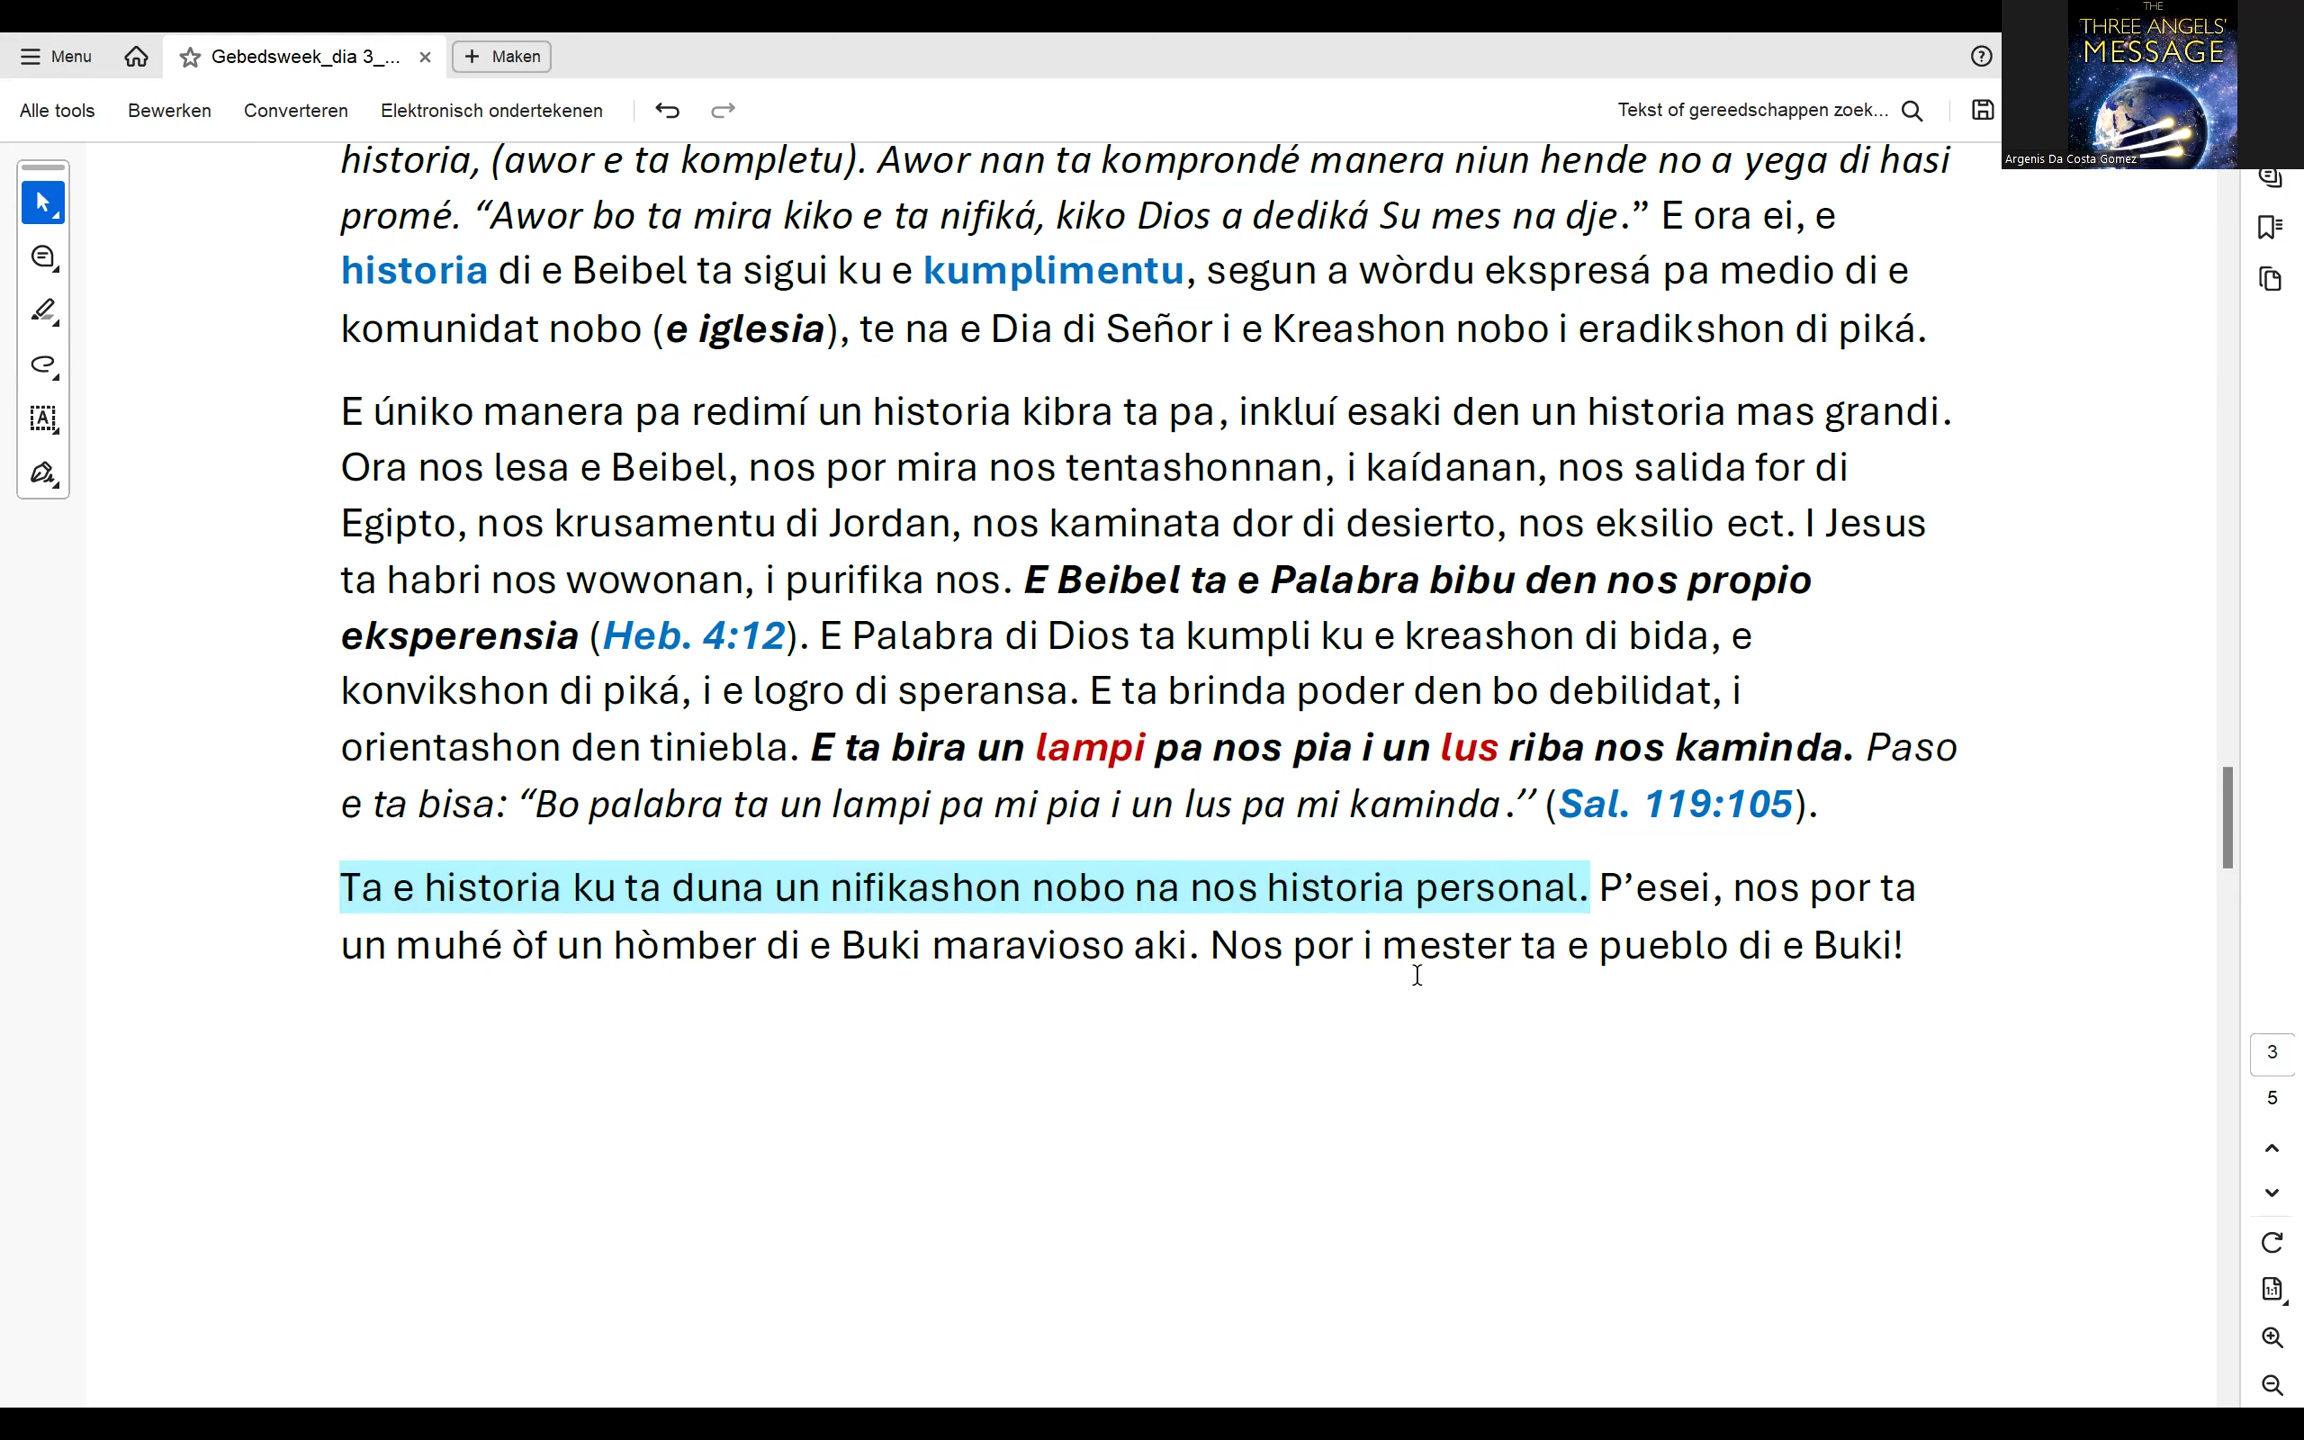 THE
THREE ANGELS'
MESSAGE
Argenis Da Costa Gomez
Menu
Gebedsweek_dia 3_...
Maken
Alle tools
Bewerken
Converteren
Elektronisch ondertekenen
Tekst of gereedschappen zoek...
historia, (awor e ta kompletu). Awor nan ta komprondé manera niun hende no a yega di hasi
promé. “Awor bo ta mira kiko e ta nifiká, kiko Dios a dediká Su mes na dje.” E ora ei, e
historia di e Beibel ta sigui ku e kumplimentu, segun a wòrdu ekspresá pa medio di e
komunidat nobo (e iglesia), te na e Dia di Señor i e Kreashon nobo i eradikshon di piká.
E úniko manera pa redimí un historia kibra ta pa, inkluí esaki den un historia mas grandi.
Ora nos lesa e Beibel, nos por mira nos tentashonnan, i kaídanan, nos salida for di
Egipto, nos krusamentu di Jordan, nos kaminata dor di desierto, nos eksilio ect. I Jesus
ta habri nos wowonan, i purifika nos. E Beibel ta e Palabra bibu den nos propio
eksperensia (Heb. 4:12). E Palabra di Dios ta kumpli ku e kreashon di bida, e
konvikshon di piká, i e logro di speransa. E ta brinda poder den bo debilidat, i
orientashon den tiniebla. E ta bira un lampi pa nos pia i un lus riba nos kaminda. Paso
e ta bisa: “Bo palabra ta un lampi pa mi pia i un lus pa mi kaminda.’’ (Sal. 119:105).
Ta e historia ku ta duna un nifikashon nobo na nos historia personal. P’esei, nos por ta
un muhé òf un hòmber di e Buki maravioso aki. Nos por i mester ta e pueblo di e Buki!
3
5